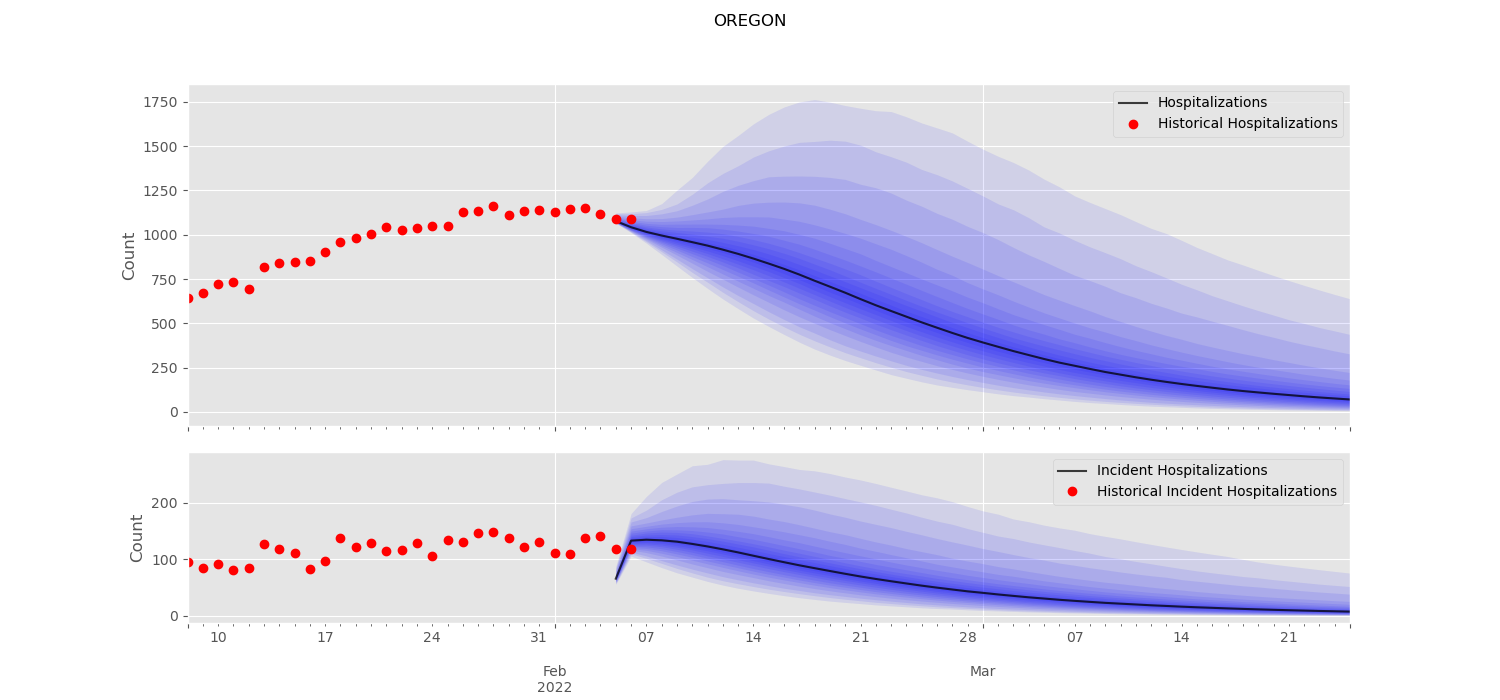 OREGON
1750
1500
1250
1000
750
500
250
0
Count
Hospitalizations
Historical Hospitalizations
200
100
0
Count
Incident Hospitalizations
Historical Incident Hospitalizations
10 17 24 31 07 14 21 28 07 14 21
Feb Mar
2022